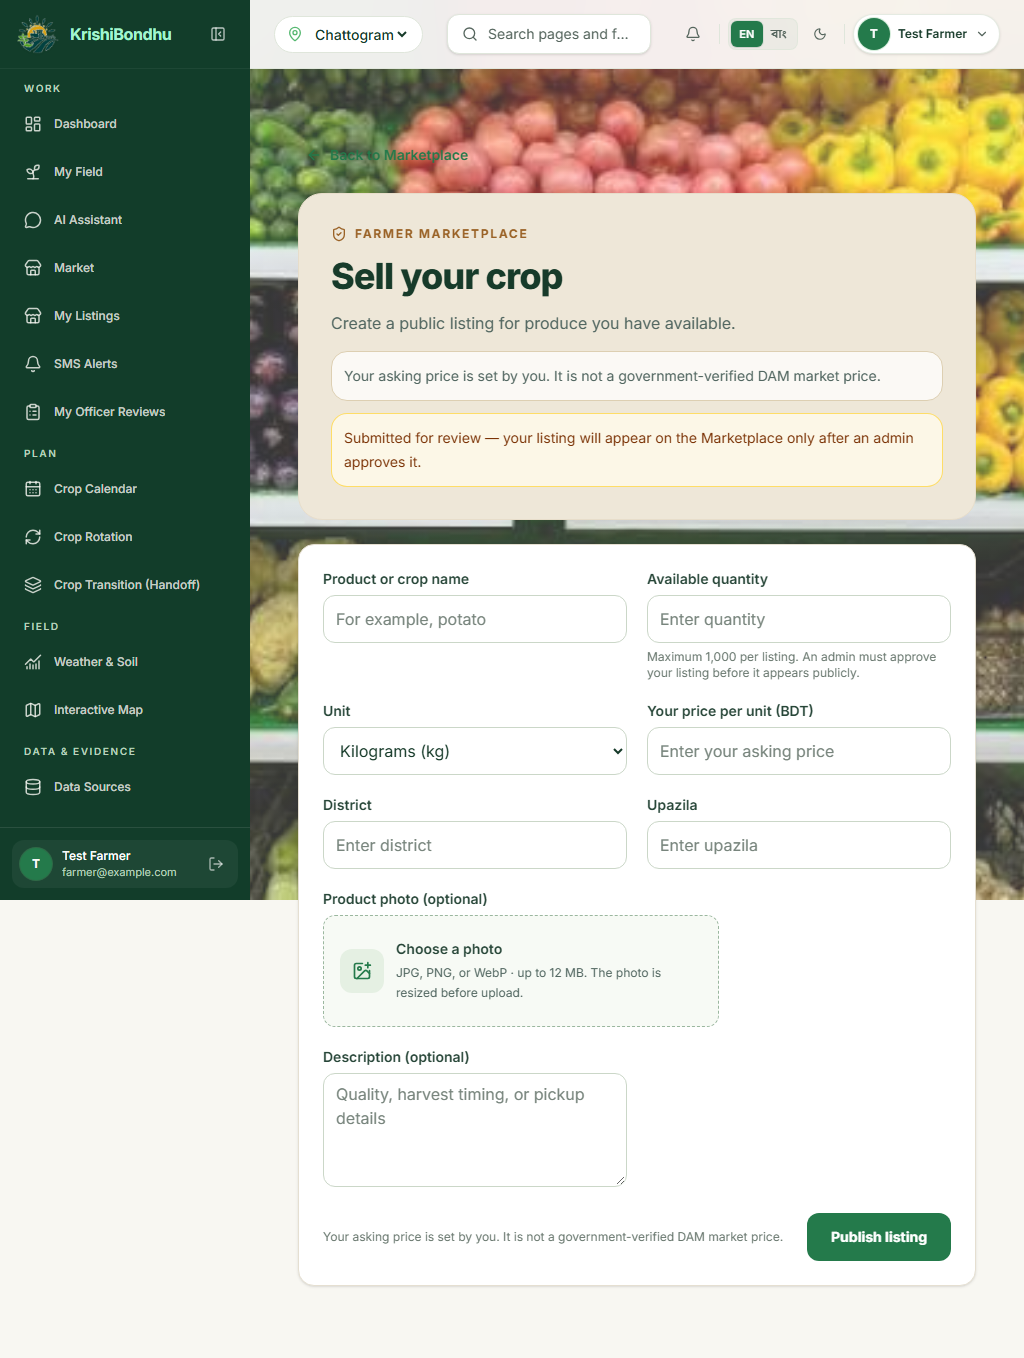 KrishiBondhu
WORK
Dashboard
My Field
AI Assistant
Market
My Listings
SMS Alerts
My Officer Reviews
PLAN
Crop Calendar
Crop Rotation
Crop Transition (Handoff)
FIELD
Weather & Soil
Interactive Map
DATA & EVIDENCE
Data Sources
T
Test Farmer
farmer@example.com
Chattogram
Search pages and f...
EN
বাং
T
Test Farmer
Back to Marketplace
FARMER MARKETPLACE
Sell your crop
Create a public listing for produce you have available.
Your asking price is set by you. It is not a government-verified DAM market price.
Submitted for review — your listing will appear on the Marketplace only after an admin
approves it.
Product or crop name
For example, potato
Available quantity
Enter quantity
Maximum 1,000 per listing. An admin must approve
your listing before it appears publicly.
Unit
Kilograms (kg)
Your price per unit (BDT)
Enter your asking price
District
Enter district
Upazila
Enter upazila
Product photo (optional)
Choose a photo
JPG, PNG, or WebP · up to 12 MB. The photo is
resized before upload.
Description (optional)
Quality, harvest timing, or pickup
details
Your asking price is set by you. It is not a government-verified DAM market price.
Publish listing